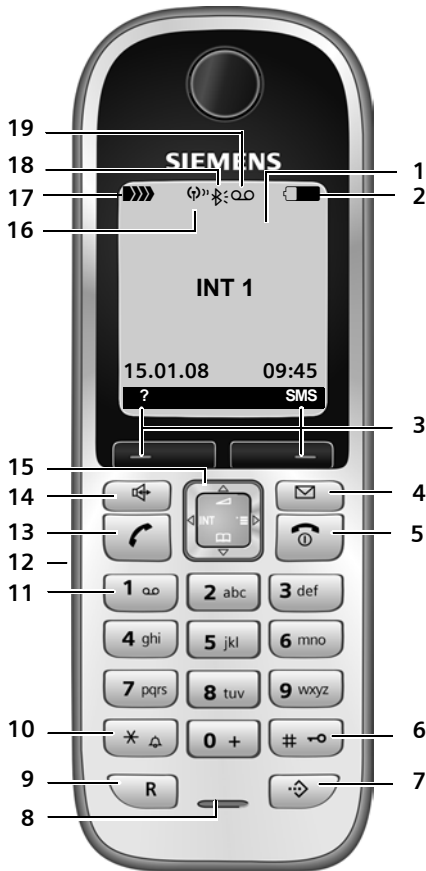 19
SIEMENS
18
1
17
2
16
INT 1
15.01.08 09:45
? SMS
3
15
14
4
INT
13
5
12
11
1 2 abc 3 def
4 ghi 5 jkl 6 mno
7 pqrs 8 tuv 9 wxyz
10
* 0 + #
6
9
R
7
8